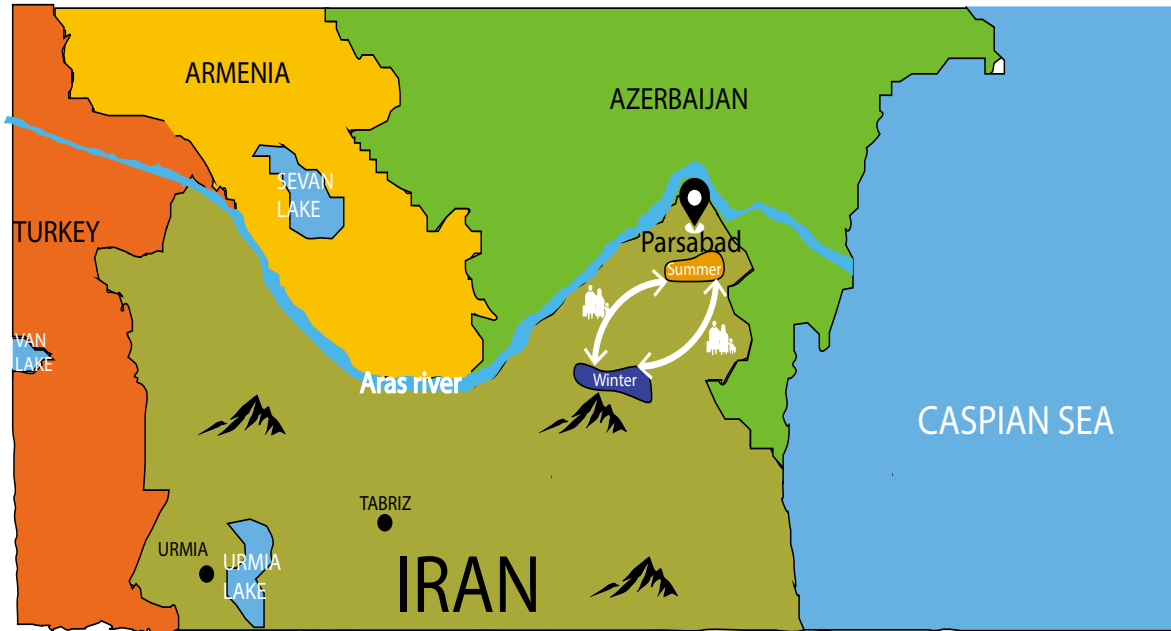 ARMENIA
AZERBAIJAN
SEVAN
LAKE
TURKEY
Parsabad
Summer
VAN
LAKE
Aras river
Winter
CASPIAN SEA
TABRIZ
URMIA
URMIA
LAKE
IRAN